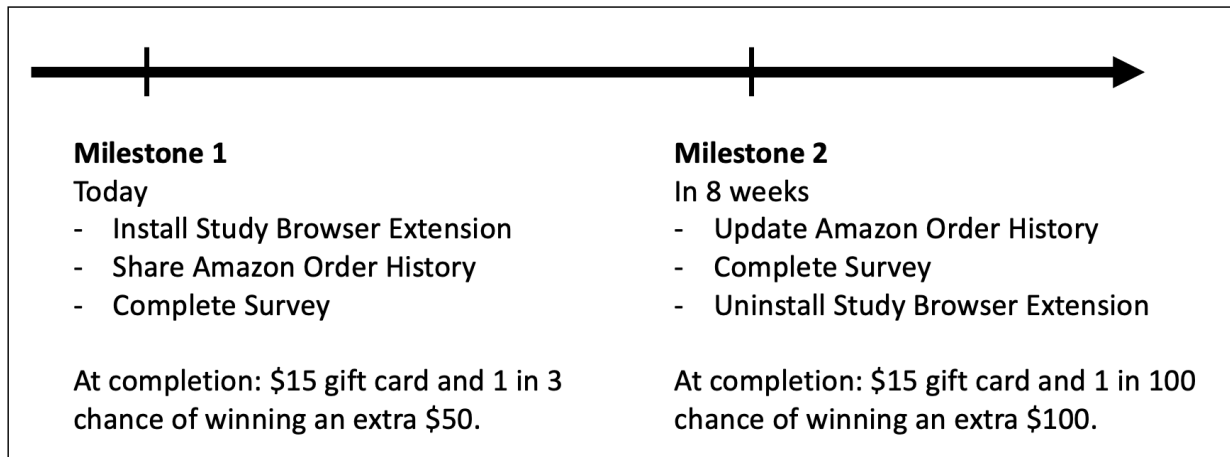 Milestone 1
Today
- Install Study Browser Extension
- Share Amazon Order History
- Complete Survey
At completion: $15 gift card and 1 in 3
chance of winning an extra $50.
Milestone 2
In 8 weeks
- Update Amazon Order History
- Complete Survey
- Uninstall Study Browser Extension
At completion: $15 gift card and 1 in 100
chance of winning an extra $100.